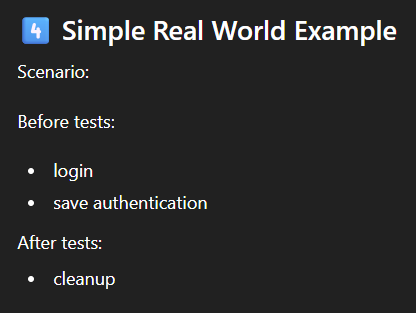 4️⃣ Simple Real World Example
Scenario:
Before tests:
• login
• save authentication
After tests:
• cleanup